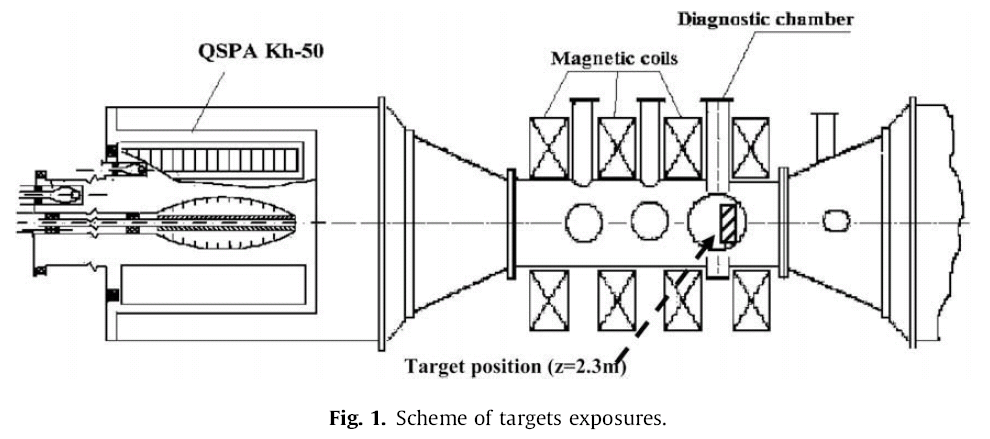 Diagnostic chamber
QSPA Kh-50
Magnetic coils
Target position (z=2.3m)
Fig. 1. Scheme of targets exposures.